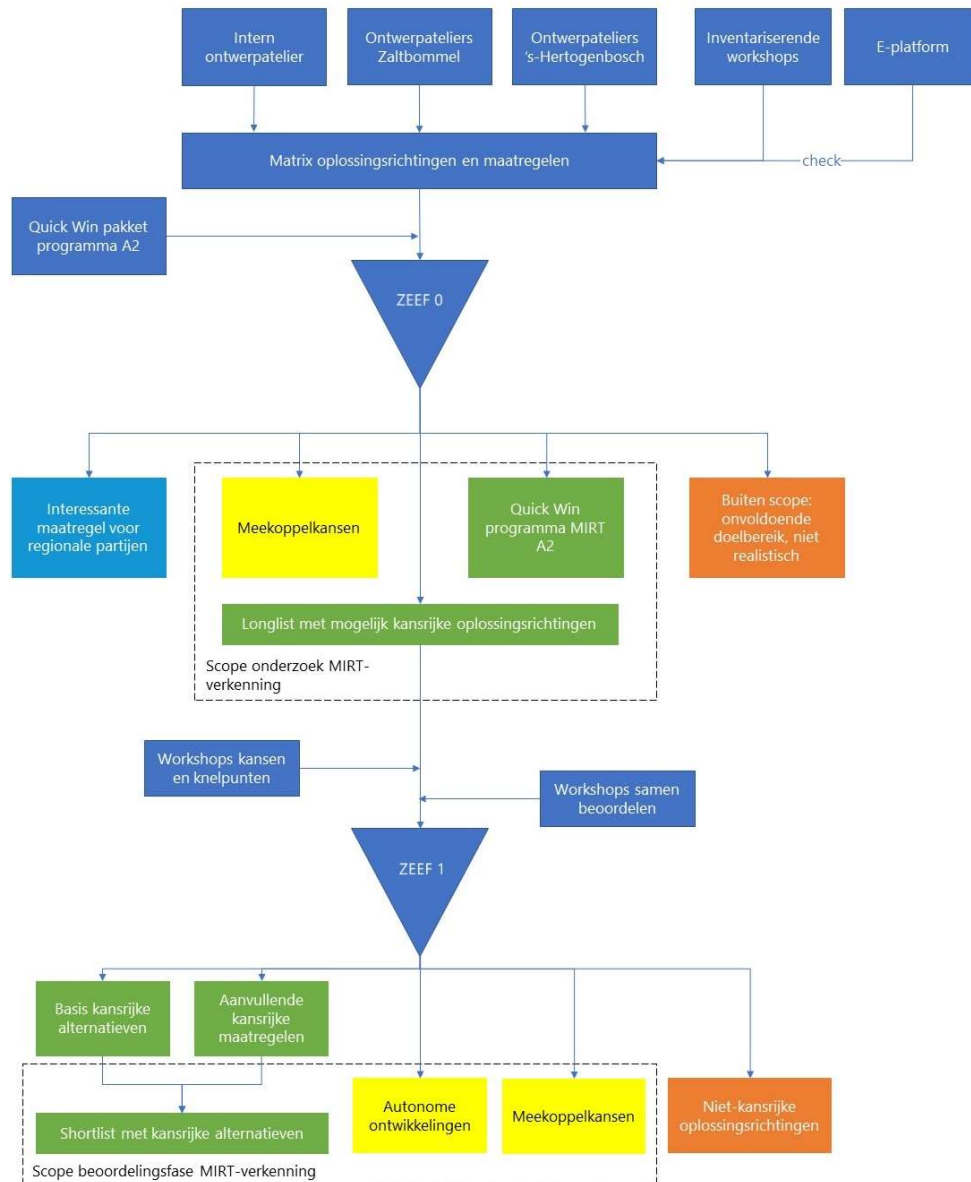 Intern
ontwerpatelier
Ontwerpateliers
Zaltbommel
Ontwerpateliers
's-Hertogenbosch
Inventariserende
workshops
E-platform
Matrix oplossingsrichtingen en maatregelen
check
Quick Win pakket
programma A2
ZEEF 0
Interessante
maatregel voor
regionale partijen
Meekoppelkansen
Quick Win
programma MIRT
A2
Buiten scope:
onvoldoende
doelbereik, niet
realistisch
Longlist met mogelijk kansrijke oplossingsrichtingen
Scope onderzoek MIRT-
verkenning
Workshops kansen
en knelpunten
Workshops samen
beoordelen
ZEEF 1
Basis kansrijke
alternatieven
Aanvullende
kansrijke
maatregelen
Autonome
ontwikkelingen
Meekoppelkansen
Niet-kansrijke
oplossingsrichtingen
Shortlist met kansrijke alternatieven
Scope beoordelingsfase MIRT-verkenning